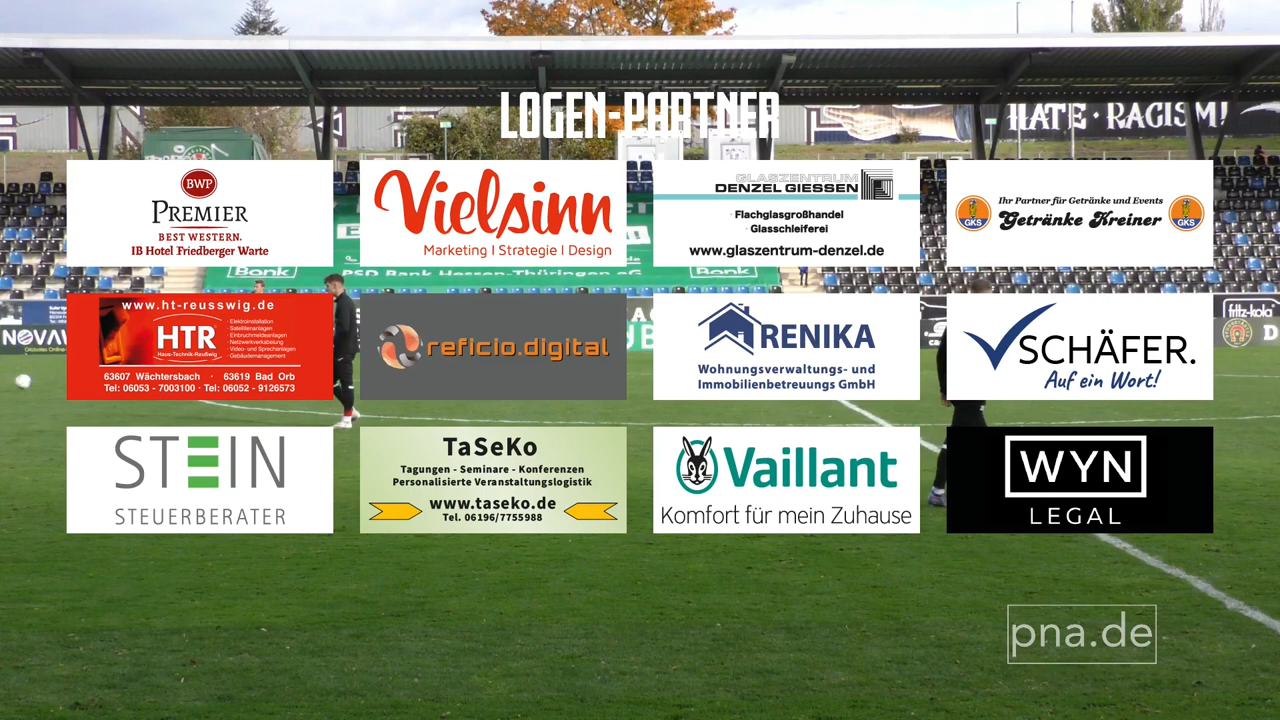 LOGEN-PARTNER
HATE · RACISM!
BWP
PREMIER
BEST WESTERN.
IB Hotel Friedberger Warte
Vielsinn
Marketing I Strategie I Design
GLASZENTRUM
DENZEL GIESSEN
· Flachglasgroßhandel
· Glasschleiferei
www.glaszentrum-denzel.de
Ihr Partner für Getränke und Events
GKS
Getränke Kreiner
GKS
Bank
PSD Bank Hessen-Thüringen eG
Bank
www.ht-reusswig.de
HTR
Haus-Technik-Reußwig
· Elektroinstallation
· Satellitenanlagen
· Einbruchmeldeanlagen
· Netzwerkverkabelung
· Video- und Sprechanlagen
· Gebäudemanagement
63607 Wächtersbach · 63619 Bad Orb
Tel: 06053 - 7003100 · Tel: 06052 - 9126573
reficio.digital
RENIKA
Wohnungsverwaltungs- und
Immobilienbetreuungs GmbH
SCHÄFER.
Auf ein Wort!
fritz-kola
NOVA
STEIN
STEUERBERATER
TaSeKo
Tagungen - Seminare - Konferenzen
Personalisierte Veranstaltungslogistik
www.taseko.de
Tel. 06196/7755988
Vaillant
Komfort für mein Zuhause
WYN
LEGAL
pna.de